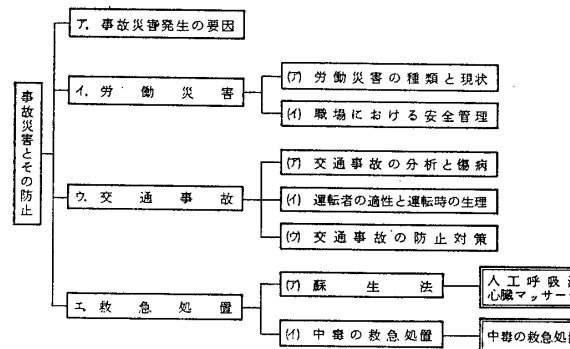 事故災害とその防止
ア. 事故災害発生の要因
イ. 労働災害
(ア) 労働災害の種類と現状
(イ) 職場における安全管理
ウ. 交通事故
(ア) 交通事故の分析と傷病
(イ) 運転者の適性と運転時の生理
(ウ) 交通事故の防止対策
エ. 救急処置
(ア) 蘇生法
人工呼吸
心臓マッサー
(イ) 中毒の救急処置
中毒の救急処